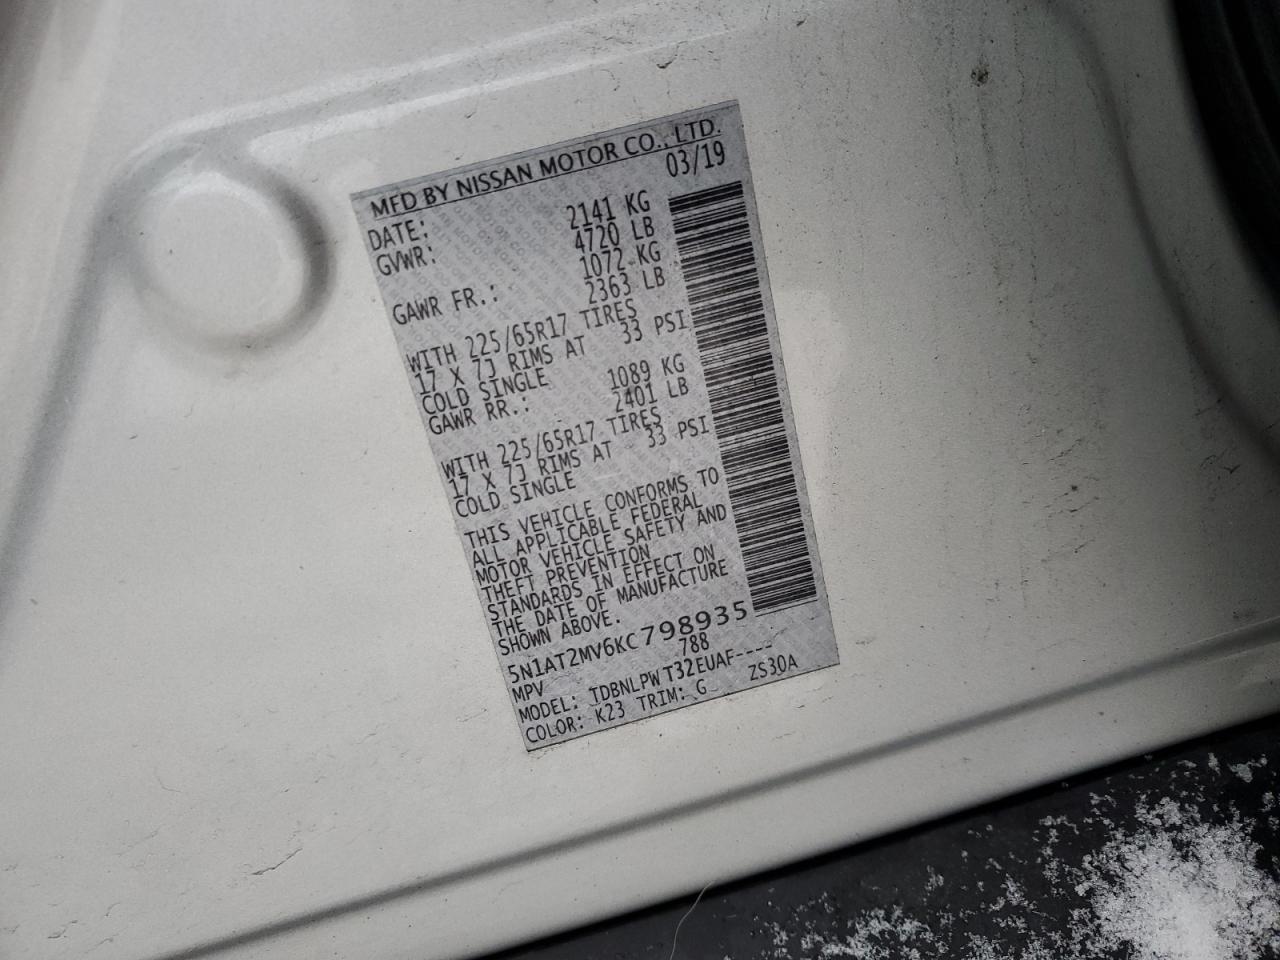 MFD BY NISSAN MOTOR CO., LTD.
DATE: 03/19
GVWR: 2141 KG
4720 LB
GAWR FR.: 1072 KG
2363 LB
WITH 225/65R17 TIRES
17 X 7J RIMS AT 33 PSI
COLD SINGLE
GAWR RR.: 1089 KG
2401 LB
WITH 225/65R17 TIRES
17 X 7J RIMS AT 33 PSI
COLD SINGLE
THIS VEHICLE CONFORMS TO
ALL APPLICABLE FEDERAL
MOTOR VEHICLE SAFETY AND
THEFT PREVENTION
STANDARDS IN EFFECT ON
THE DATE OF MANUFACTURE
SHOWN ABOVE.
5N1AT2MV6KC798935
MPV 788
MODEL: TDBNLPWT32EUAF----
COLOR: K23 TRIM: G ZS30A